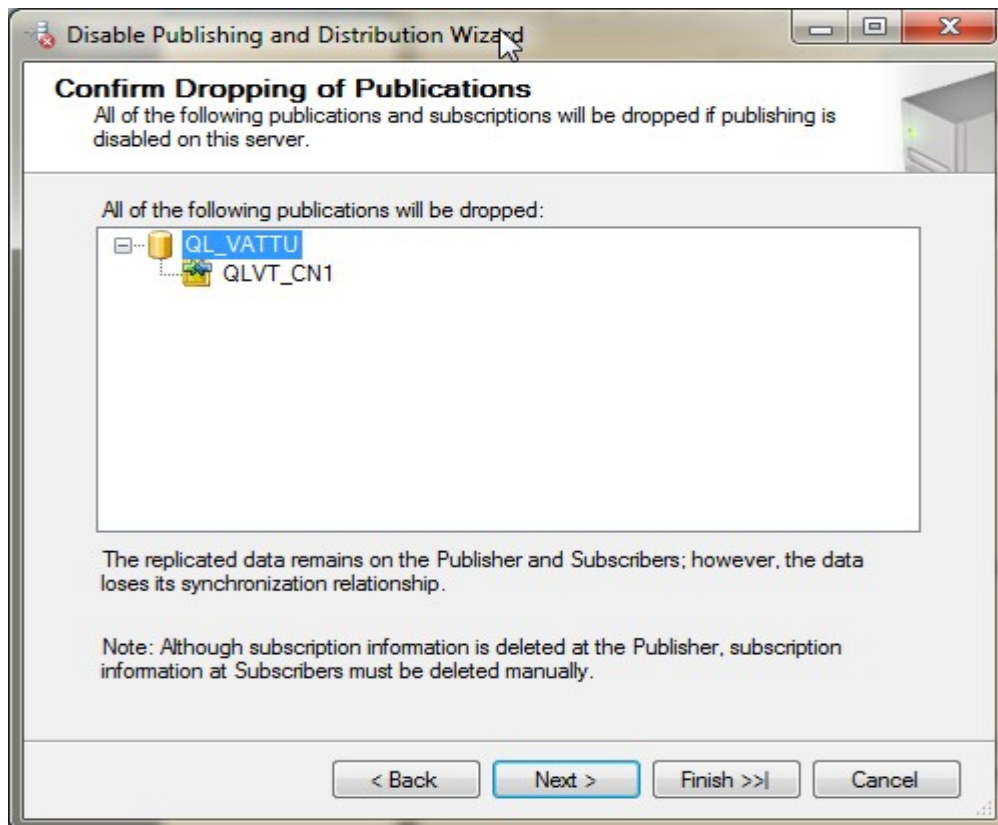 Disable Publishing and Distribution Wizard
Confirm Dropping of Publications
All of the following publications and subscriptions will be dropped if publishing is
disabled on this server.
All of the following publications will be dropped:
QL_VATTU
QLVT_CN1
The replicated data remains on the Publisher and Subscribers; however, the data
loses its synchronization relationship.
Note: Although subscription information is deleted at the Publisher, subscription
information at Subscribers must be deleted manually.
< Back Next > Finish >>| Cancel